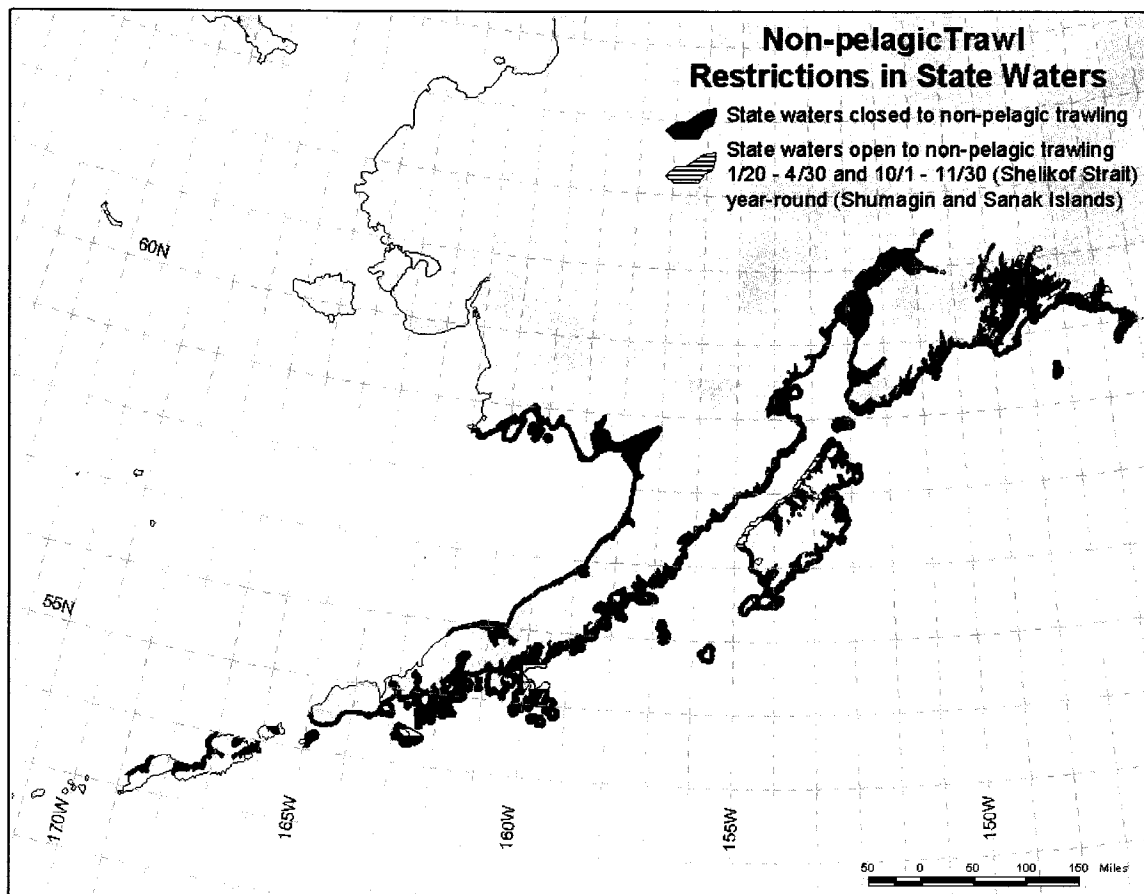 Non-pelagicTrawl
Restrictions in State Waters
State waters closed to non-pelagic trawling
State waters open to non-pelagic trawling
1/20 - 4/30 and 10/1 - 11/30 (Shelikof Strait)
year-round (Shumagin and Sanak Islands)
60N
55N
170W
165W
160W
155W
150W
50 0 50 100 150 Miles